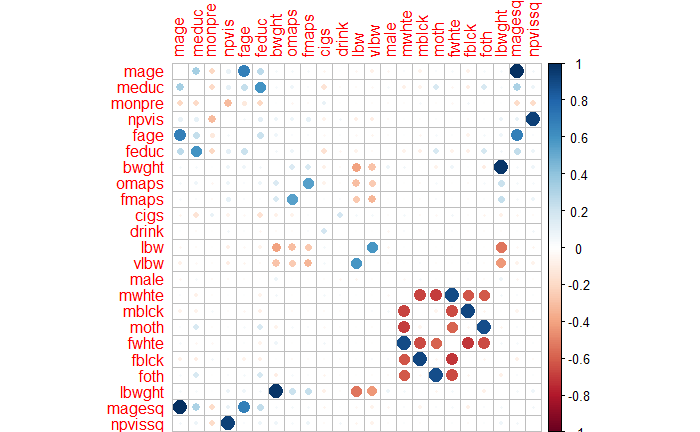 mage meduc monpre npvis fage feduc bwght omaps fmaps cigs drink lbw vlbw male mwhte mblck moth fwhte fblck foth lbwght magesq npvissq
mage
meduc
monpre
npvis
fage
feduc
bwght
omaps
fmaps
cigs
drink
lbw
vlbw
male
mwhte
mblck
moth
fwhte
fblck
foth
lbwght
magesq
npvissq
1
0.8
0.6
0.4
0.2
0
-0.2
-0.4
-0.6
-0.8
-1